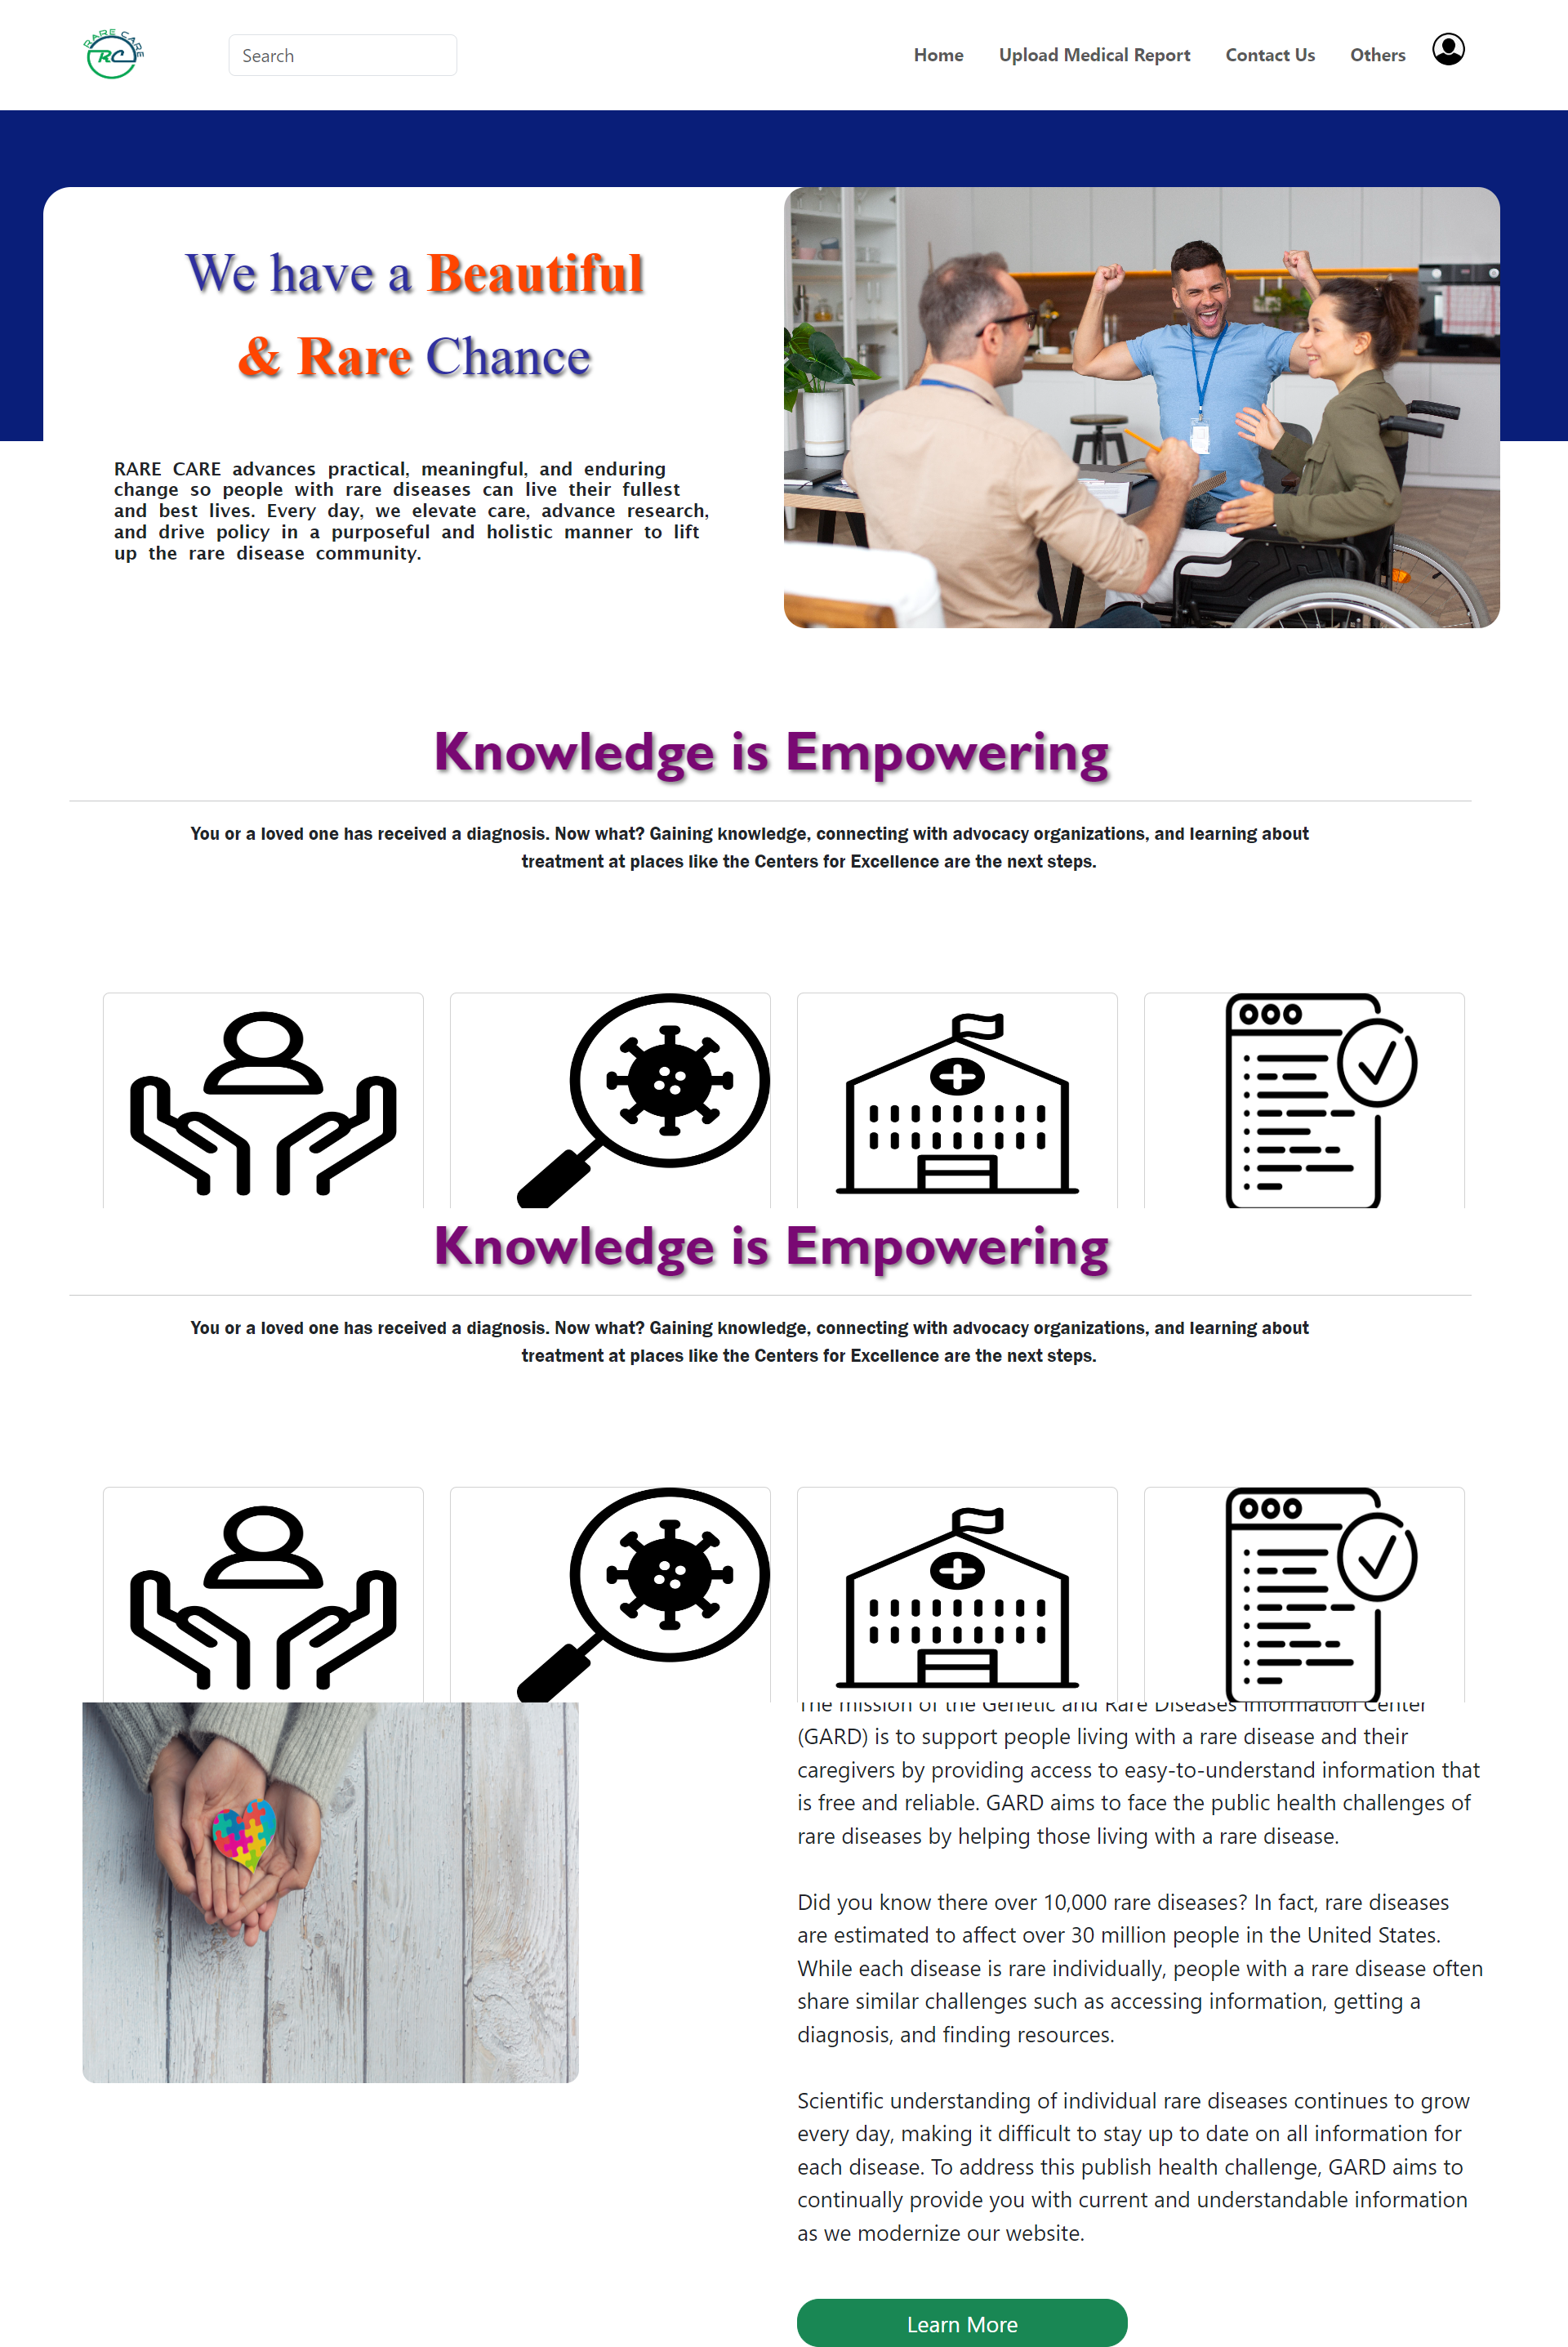 RARE CARE
RC
Search
Home Upload Medical Report Contact Us Others
We have a Beautiful
& Rare Chance
RARE CARE advances practical, meaningful, and enduring
change so people with rare diseases can live their fullest
and best lives. Every day, we elevate care, advance research,
and drive policy in a purposeful and holistic manner to lift
up the rare disease community.
Knowledge is Empowering
You or a loved one has received a diagnosis. Now what? Gaining knowledge, connecting with advocacy organizations, and learning about
treatment at places like the Centers for Excellence are the next steps.
Knowledge is Empowering
You or a loved one has received a diagnosis. Now what? Gaining knowledge, connecting with advocacy organizations, and learning about
treatment at places like the Centers for Excellence are the next steps.
The mission of the Genetic and Rare Diseases Information Center
(GARD) is to support people living with a rare disease and their
caregivers by providing access to easy-to-understand information that
is free and reliable. GARD aims to face the public health challenges of
rare diseases by helping those living with a rare disease.
Did you know there over 10,000 rare diseases? In fact, rare diseases
are estimated to affect over 30 million people in the United States.
While each disease is rare individually, people with a rare disease often
share similar challenges such as accessing information, getting a
diagnosis, and finding resources.
Scientific understanding of individual rare diseases continues to grow
every day, making it difficult to stay up to date on all information for
each disease. To address this publish health challenge, GARD aims to
continually provide you with current and understandable information
as we modernize our website.
Learn More